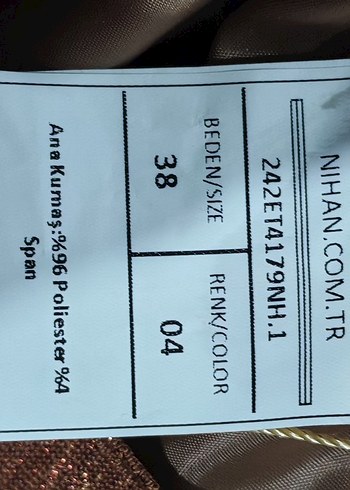 NIHAN.COM.TR
242ET4179NH.1
BEDEN/SIZE RENK/COLOR
38 04
Ana Kumaş:%96 Poliester %4
Span